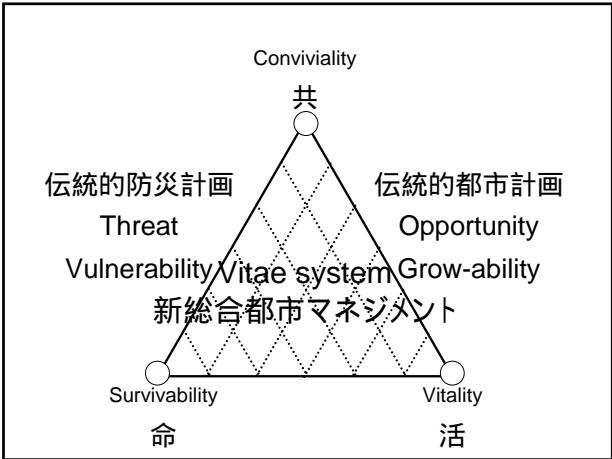 Conviviality
共
伝統的防災計画
伝統的都市計画
Threat
Opportunity
Vulnerability
Vitae system
Grow-ability
新総合都市マネジメント
Survivability
Vitality
命
活